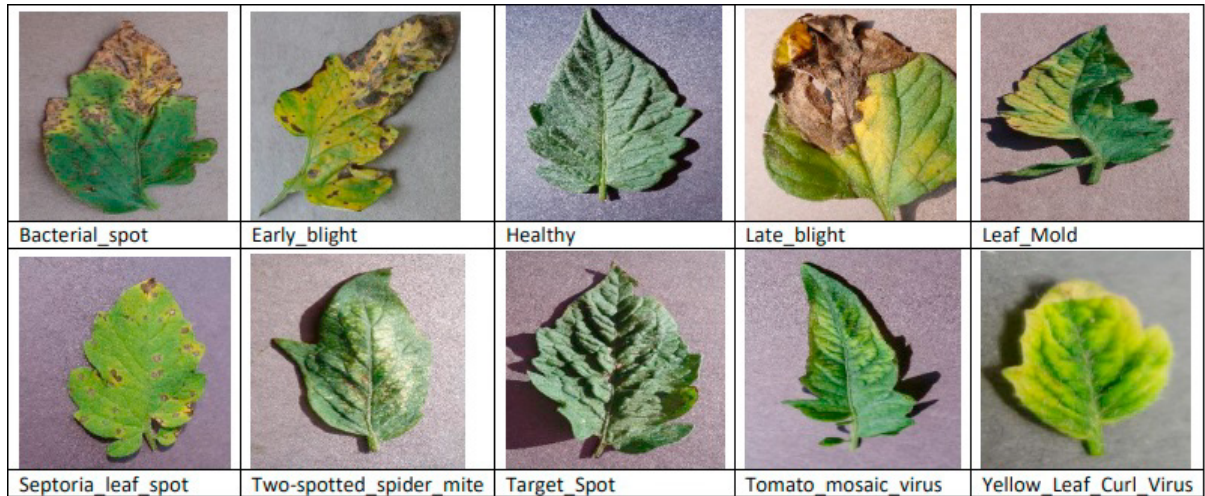 Bacterial_spot
Early_blight
Healthy
Late_blight
Leaf_Mold
Septoria_leaf_spot
Two-spotted_spider_mite
Target_Spot
Tomato_mosaic_virus
Yellow_Leaf_Curl_Virus